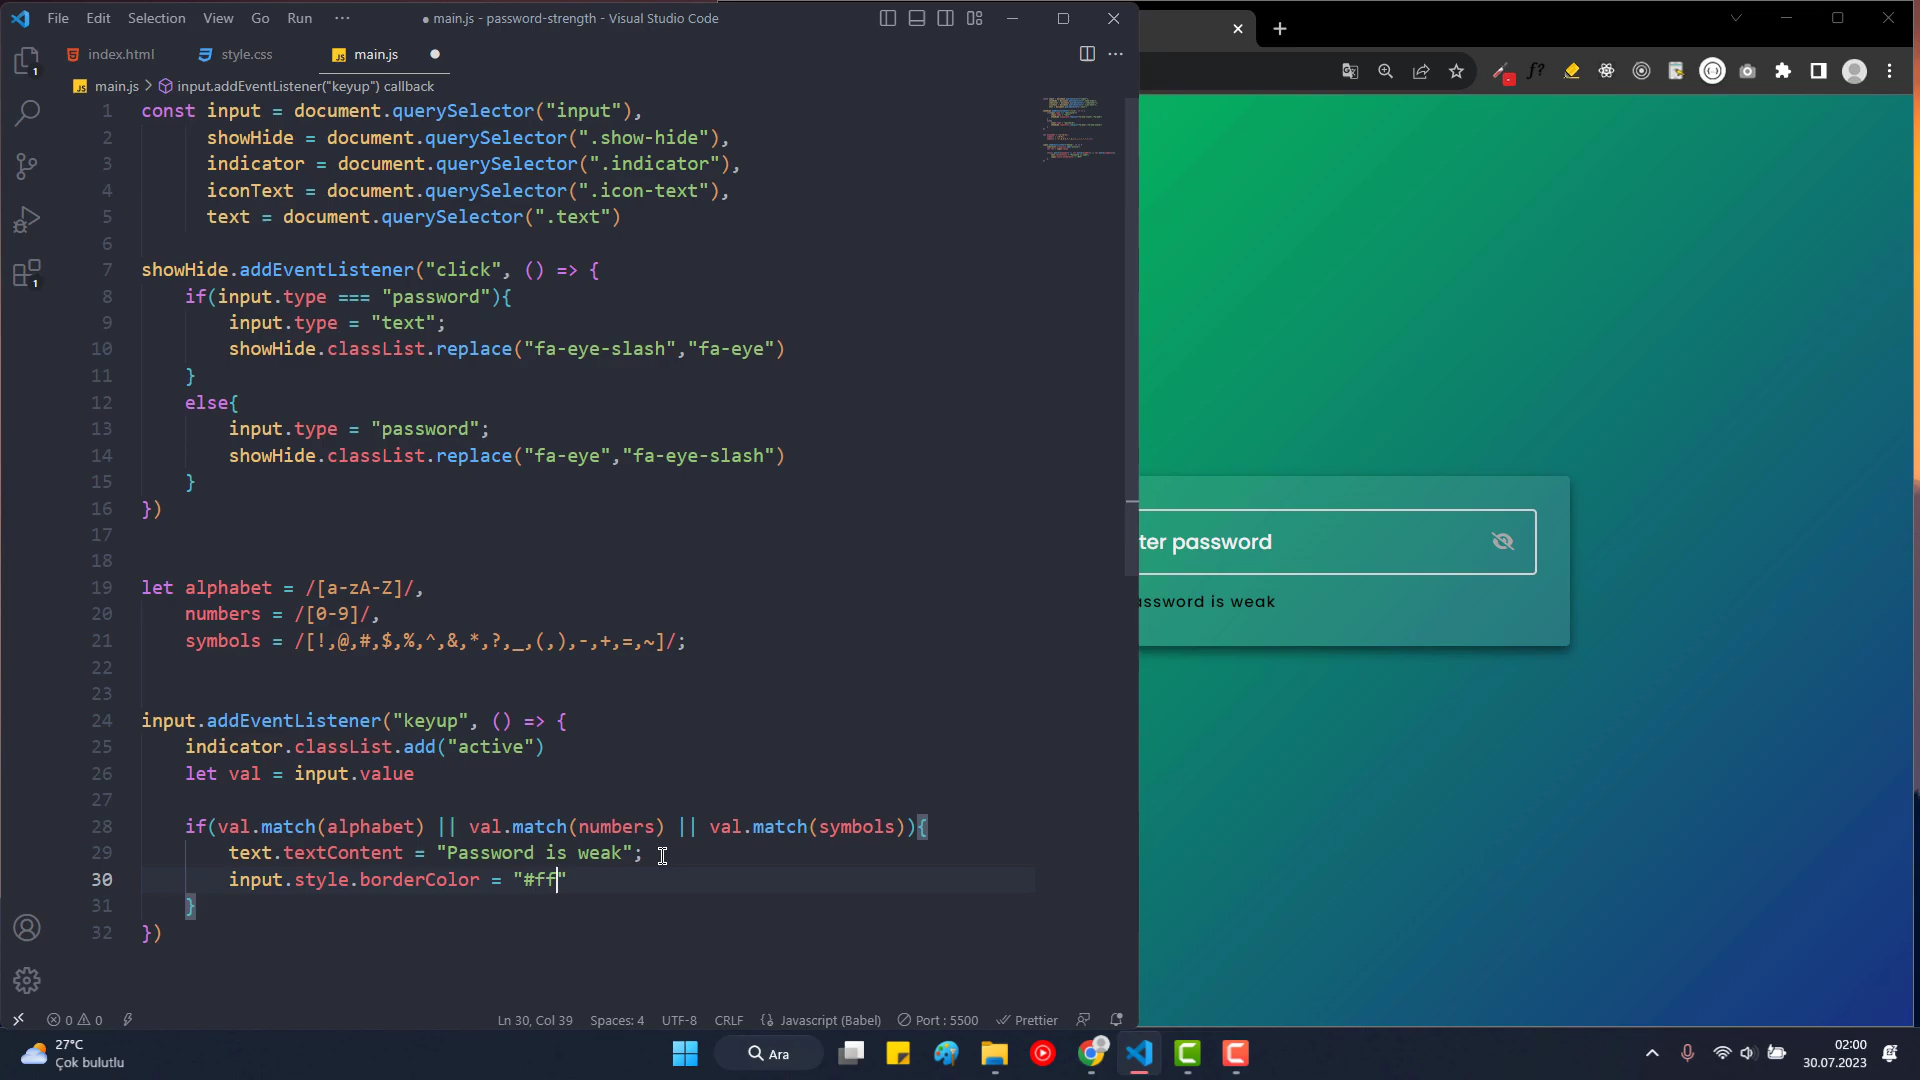 File Edit Selection View Go Run ··· ● main.js - password-strength - Visual Studio Code
index.html style.css main.js
main.js > input.addEventListener("keyup") callback
1 const input = document.querySelector("input"),
2 showHide = document.querySelector(".show-hide"),
3 indicator = document.querySelector(".indicator"),
4 iconText = document.querySelector(".icon-text"),
5 text = document.querySelector(".text")
6
7 showHide.addEventListener("click", () => {
8 if(input.type === "password"){
9 input.type = "text";
10 showHide.classList.replace("fa-eye-slash","fa-eye")
11 }
12 else{
13 input.type = "password";
14 showHide.classList.replace("fa-eye","fa-eye-slash")
15 }
16 })
17
18
19 let alphabet = /[a-zA-Z]/,
20 numbers = /[0-9]/,
21 symbols = /[!,@,#,$,%,^,&,*,?,_,(,),-,+,=,~]/;
22
23
24 input.addEventListener("keyup", () => {
25 indicator.classList.add("active")
26 let val = input.value
27
28 if(val.match(alphabet) || val.match(numbers) || val.match(symbols)){
29 text.textContent = "Password is weak";
30 input.style.borderColor = "#ff"
31 }
32 })
ter password
assword is weak
0 0 Ln 30, Col 39 Spaces: 4 UTF-8 CRLF Javascript (Babel) Port : 5500 Prettier
27°C
Çok bulutlu
Ara
02:00
30.07.2023